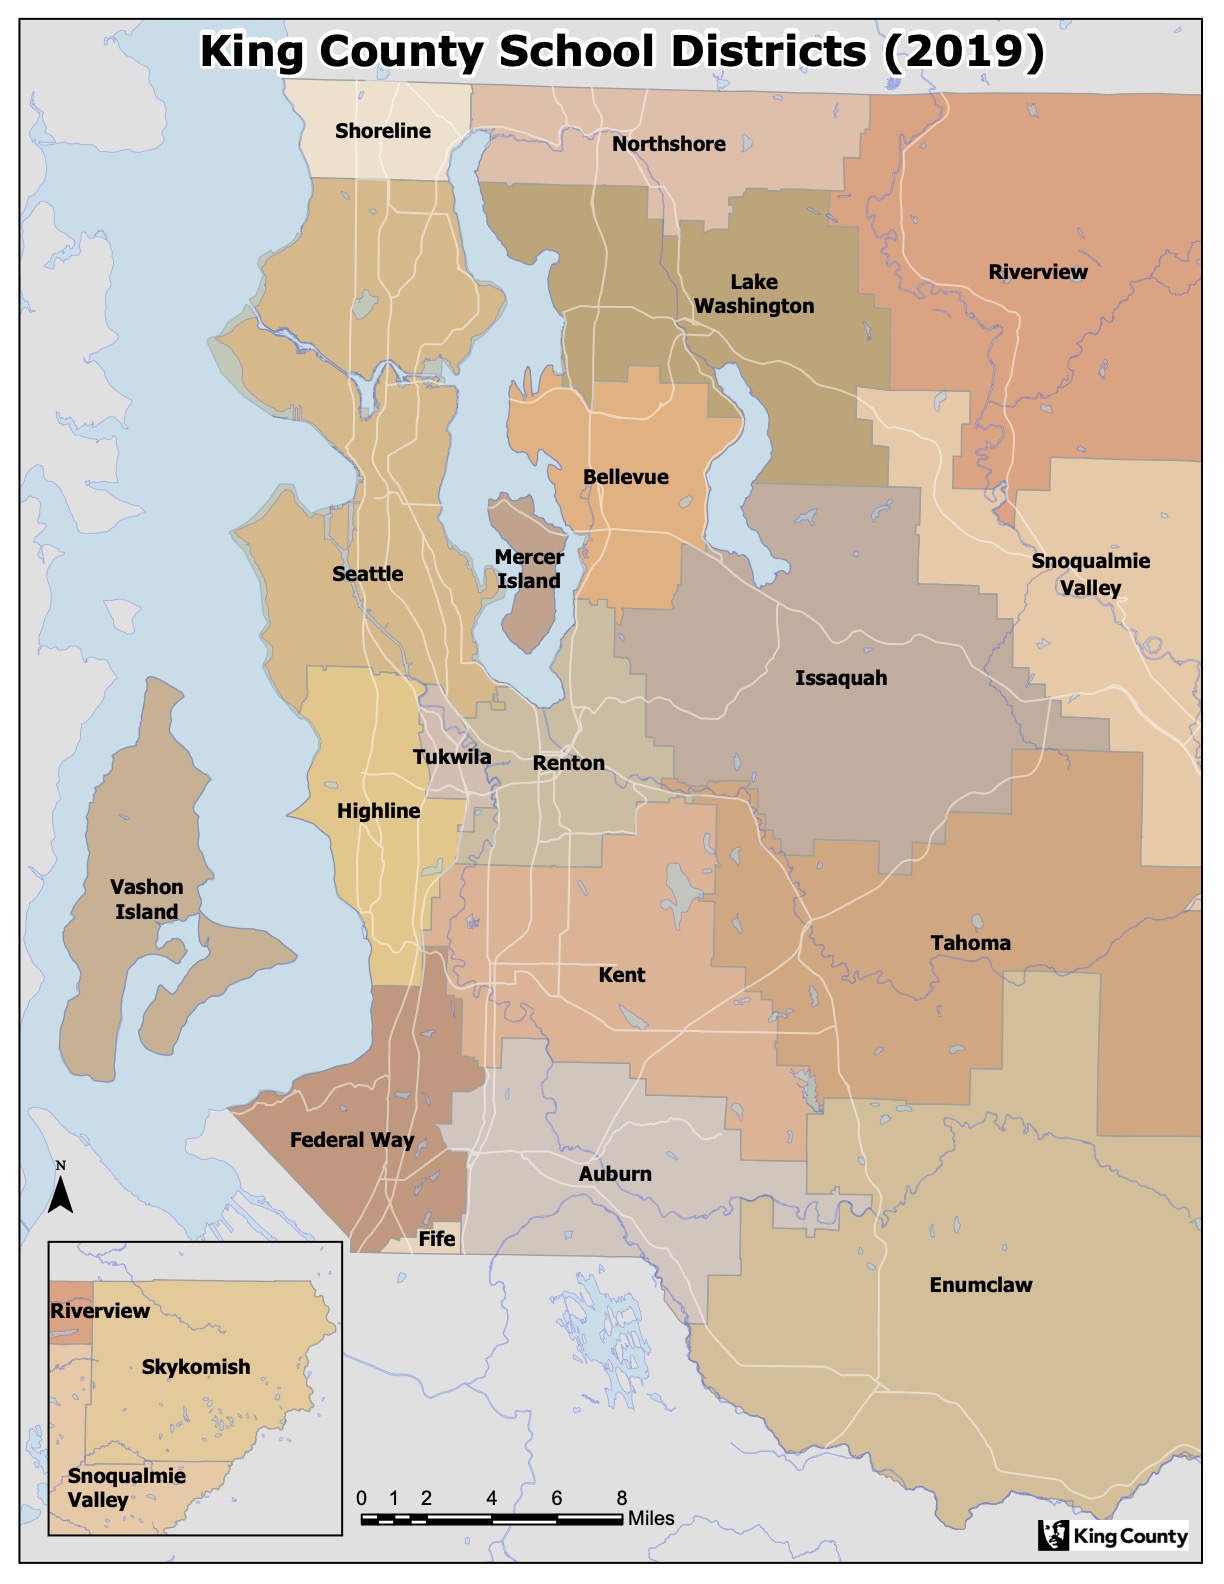 King County School Districts (2019)
Shoreline
Northshore
Riverview
Lake
Washington
Bellevue
Mercer
Island
Seattle
Snoqualmie
Valley
Issaquah
Tukwila
Renton
Highline
Vashon
Island
Tahoma
Kent
Federal Way
Auburn
N
Fife
Enumclaw
Riverview
Skykomish
Snoqualmie
Valley
0 1 2 4 6 8
Miles
King County